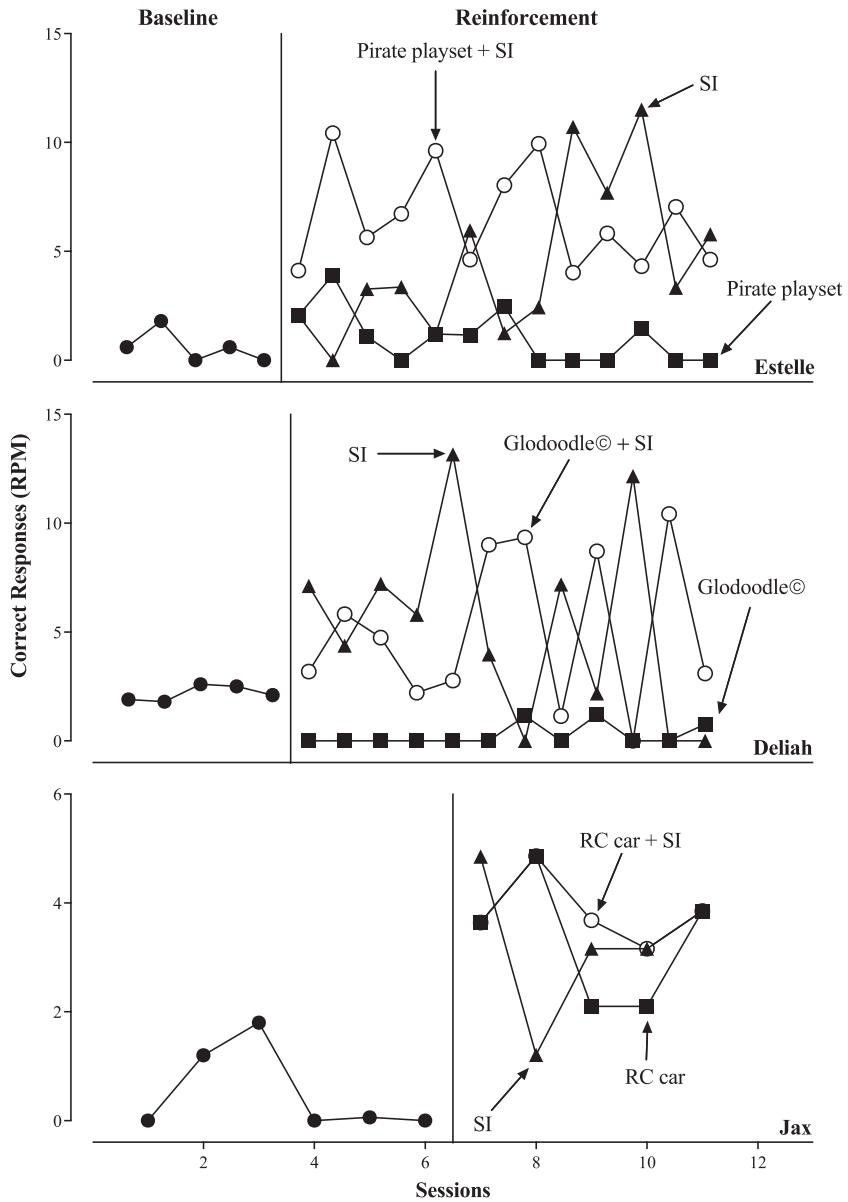 Baseline
Reinforcement
15
Pirate playset + SI
SI
10
5
Pirate playset
0
Estelle
15
SI
Glodoodle© + SI
10
Glodoodle©
5
0
Deliah
Correct Responses (RPM)
6
RC car + SI
4
2
RC car
SI
0
Jax
2 4 6 8 10 12
Sessions